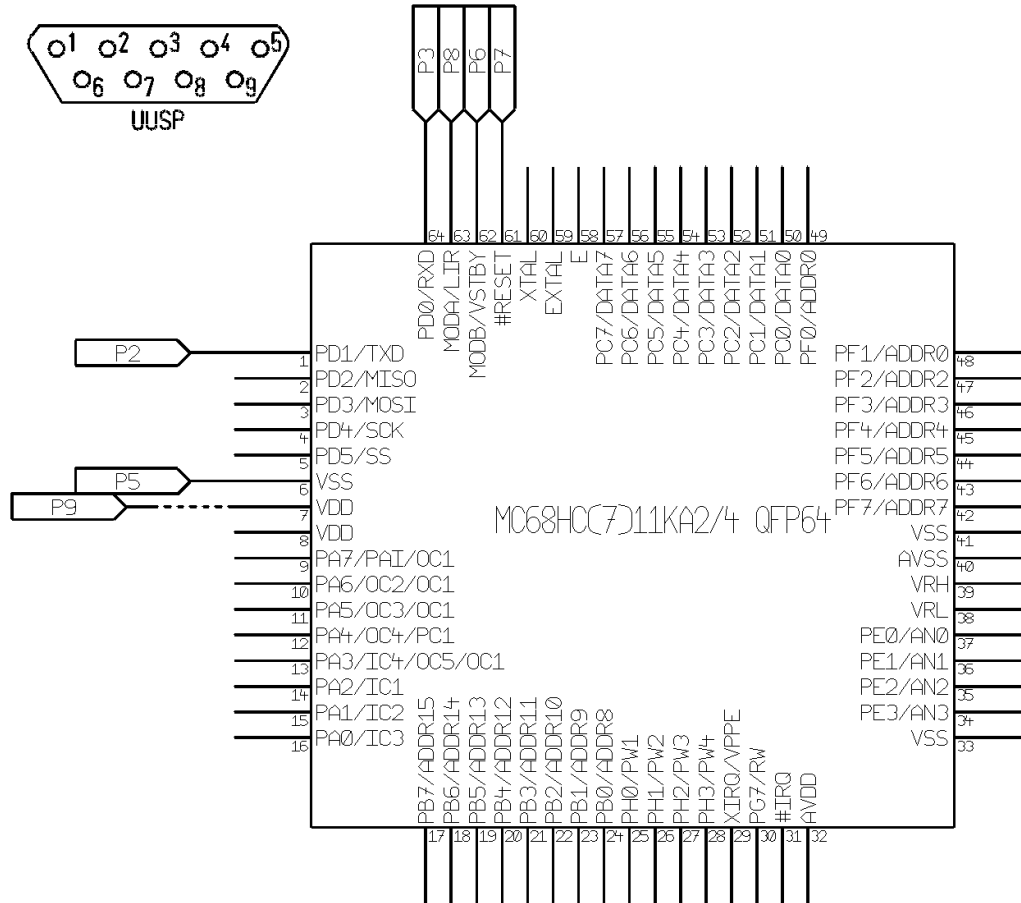 1 2 3 4 5
6 7 8 9
UUSP
P3 P8 P6 P7
64 63 62 61 60 59 58 57 56 55 54 53 52 51 50 49
PD0/RXD
MODA/LIR
MODB/VSTBY
#RESET
XTAL
EXTAL
E
PC7/DATA7
PC6/DATA6
PC5/DATA5
PC4/DATA4
PC3/DATA3
PC2/DATA2
PC1/DATA1
PC0/DATA0
PF0/ADDR0
P2
1 PD1/TXD
2 PD2/MISO
3 PD3/MOSI
4 PD4/SCK
5 PD5/SS
P5
6 VSS
P9
7 VDD
8 VDD
9 PA7/PAI/OC1
10 PA6/OC2/OC1
11 PA5/OC3/OC1
12 PA4/OC4/PC1
13 PA3/IC4/OC5/OC1
14 PA2/IC1
15 PA1/IC2
16 PA0/IC3
MC68HC(7)11KA2/4 QFP64
PF1/ADDR0 48
PF2/ADDR2 47
PF3/ADDR3 46
PF4/ADDR4 45
PF5/ADDR5 44
PF6/ADDR6 43
PF7/ADDR7 42
VSS 41
AVSS 40
VRH 39
VRL 38
PE0/AN0 37
PE1/AN1 36
PE2/AN2 35
PE3/AN3 34
VSS 33
PB7/ADDR15
PB6/ADDR14
PB5/ADDR13
PB4/ADDR12
PB3/ADDR11
PB2/ADDR10
PB1/ADDR9
PB0/ADDR8
PH0/PW1
PH1/PW2
PH2/PW3
PH3/PW4
XIRQ/VPPE
PG7/RW
#IRQ
AVDD
17 18 19 20 21 22 23 24 25 26 27 28 29 30 31 32